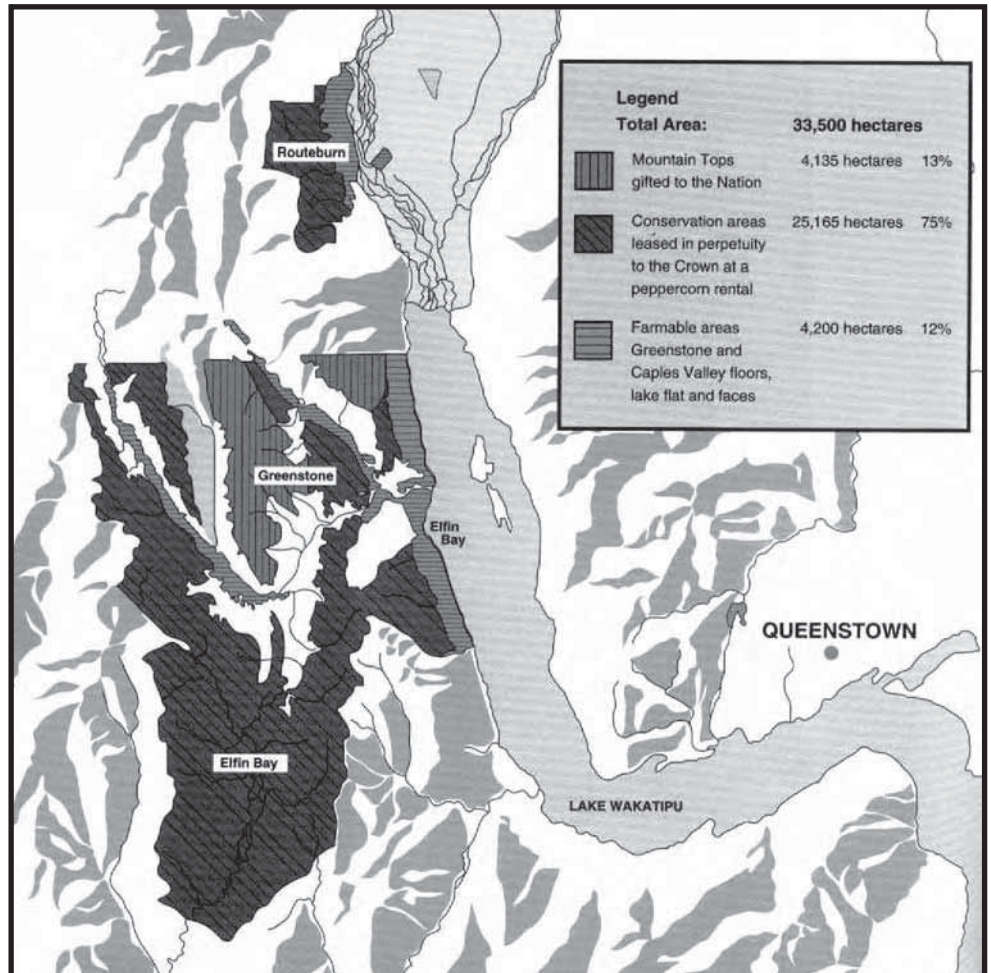 Routeburn
Greenstone
Elfin
Bay
Elfin Bay
QUEENSTOWN
LAKE WAKATIPU
Legend
Total Area: 33,500 hectares
Mountain Tops 4,135 hectares 13%
gifted to the Nation
Conservation areas 25,165 hectares 75%
leased in perpetuity
to the Crown at a
peppercorn rental
Farmable areas 4,200 hectares 12%
Greenstone and
Caples Valley floors,
lake flat and faces